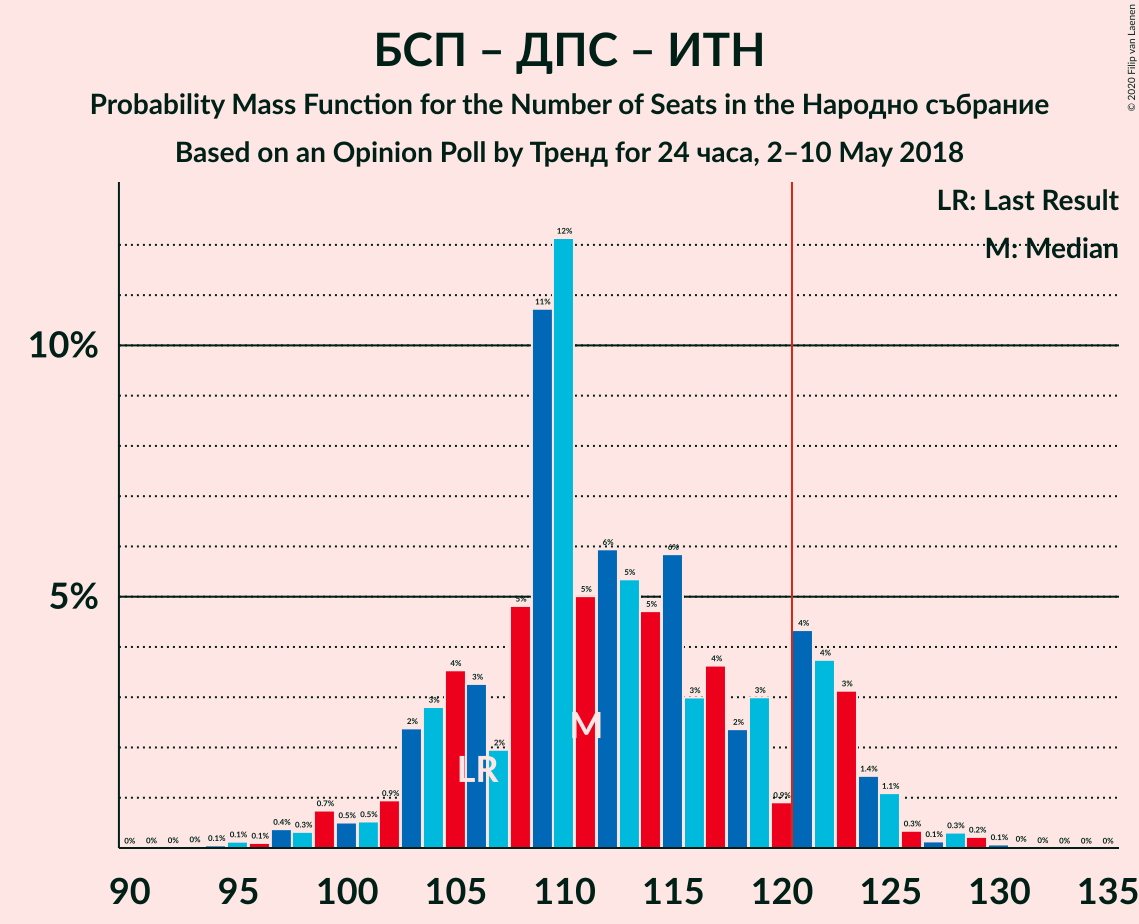 БСП – ДПС – ИТН
Probability Mass Function for the Number of Seats in the Народно събрание
Based on an Opinion Poll by Тренд for 24 часа, 2–10 May 2018
© 2020 Filip van Laenen
LR: Last Result
M: Median
10%
5%
0% 0% 0% 0% 0.1% 0.1% 0.1% 0.4% 0.3% 0.7% 0.5% 0.5% 0.9% 2% 3% 4% 3% 2% 5% 11% 12% 5% 6% 5% 5% 6% 3% 4% 2% 3% 0.9% 4% 4% 3% 1.4% 1.1% 0.3% 0.1% 0.3% 0.2% 0.1% 0% 0% 0% 0% 0%
LR
M
90 95 100 105 110 115 120 125 130 135